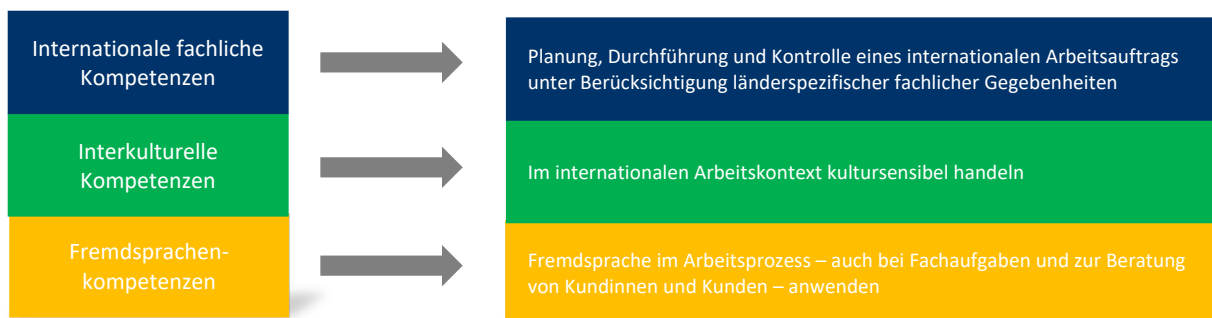 Internationale fachliche
Kompetenzen
Planung, Durchführung und Kontrolle eines internationalen Arbeitsauftrags
unter Berücksichtigung länderspezifischer fachlicher Gegebenheiten
Interkulturelle
Kompetenzen
Im internationalen Arbeitskontext kultursensibel handeln
Fremdsprachen-
kompetenzen
Fremdsprache im Arbeitsprozess – auch bei Fachaufgaben und zur Beratung
von Kundinnen und Kunden – anwenden